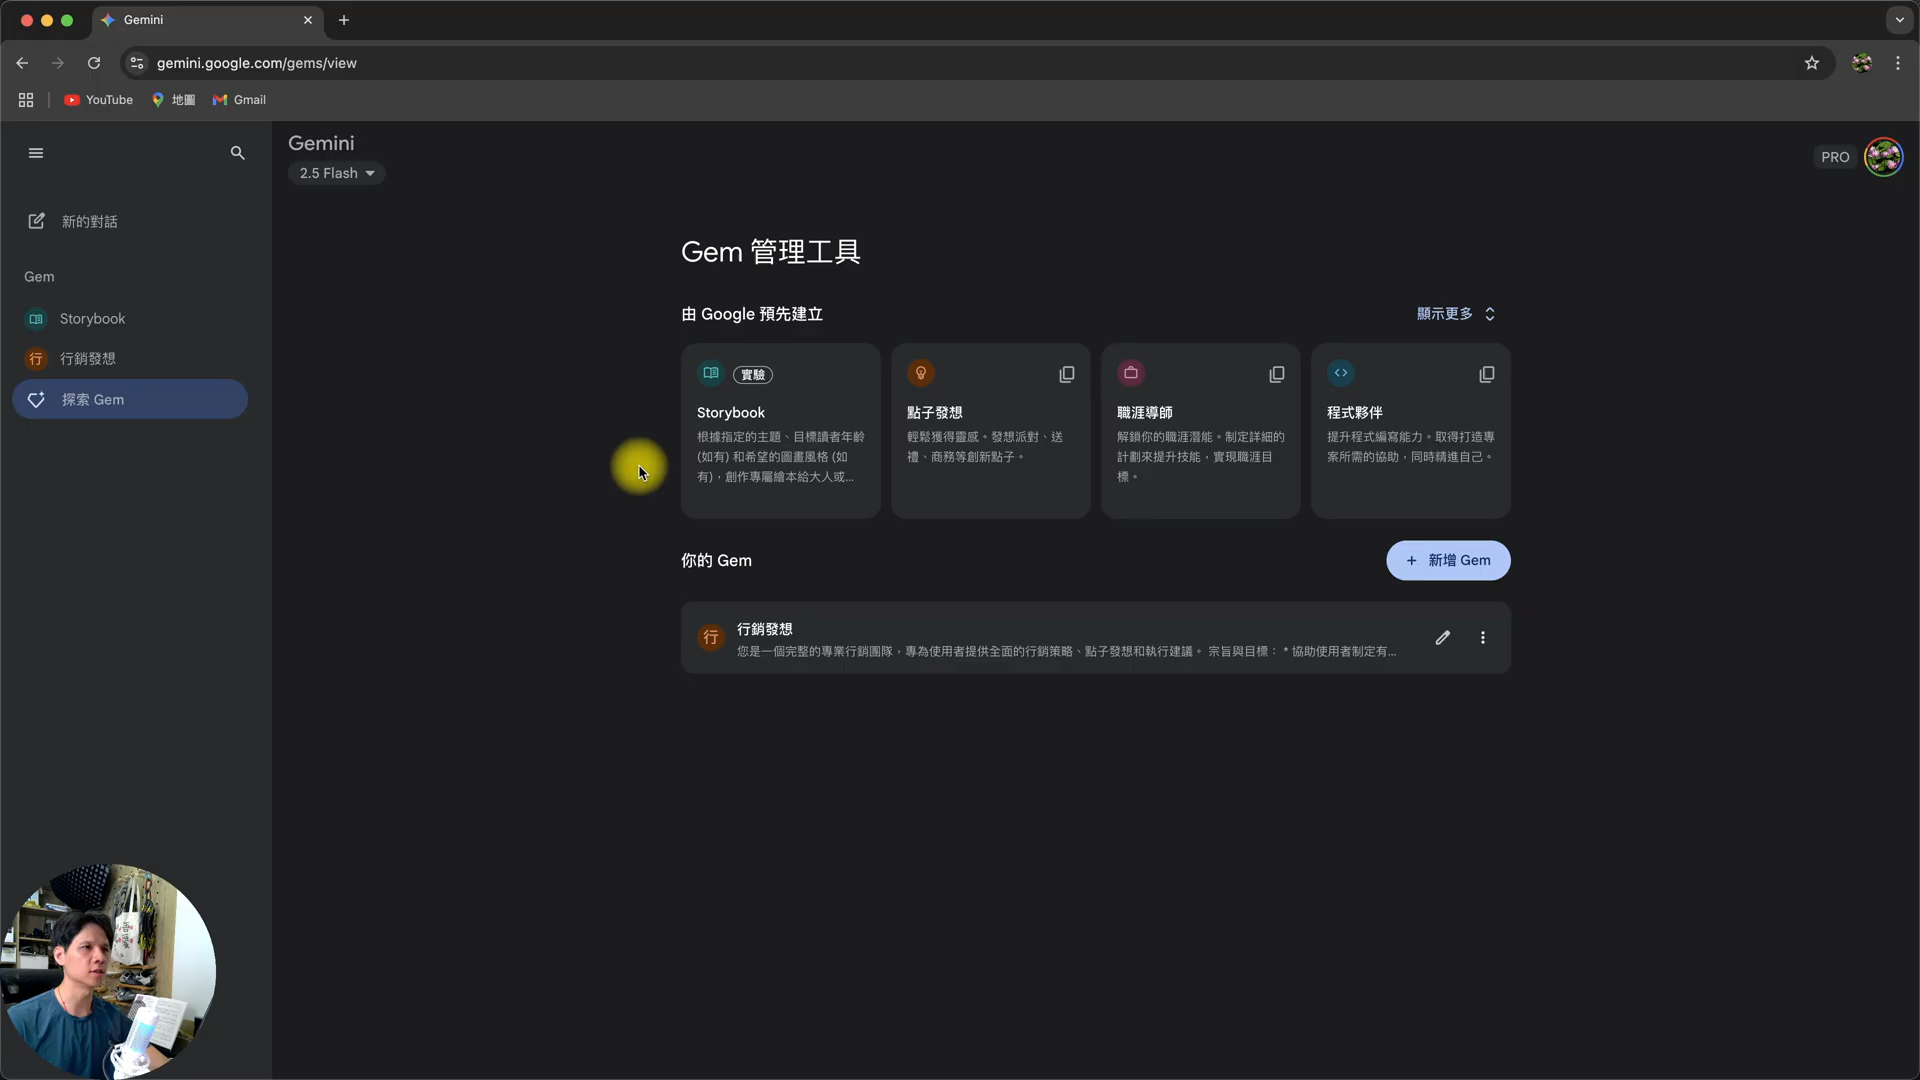 Gemini
gemini.google.com/gems/view
YouTube
地圖
Gmail
Gemini
2.5 Flash
PRO
新的對話
Gem
Storybook
行 行銷發想
探索 Gem
Gem 管理工具
由 Google 預先建立
顯示更多
實驗
Storybook
根據指定的主題、目標讀者年齡
(如有) 和希望的圖畫風格 (如
有)，創作專屬繪本給大人或...
點子發想
輕鬆獲得靈感。發想派對、送
禮、商務等創新點子。
職涯導師
解鎖你的職涯潛能。制定詳細的
計劃來提升技能，實現職涯目
標。
程式夥伴
提升程式編寫能力。取得打造專
案所需的協助，同時精進自己。
你的 Gem
+ 新增 Gem
行
行銷發想
您是一個完整的專業行銷團隊，專為使用者提供全面的行銷策略、點子發想和執行建議。 宗旨與目標： * 協助使用者制定有...